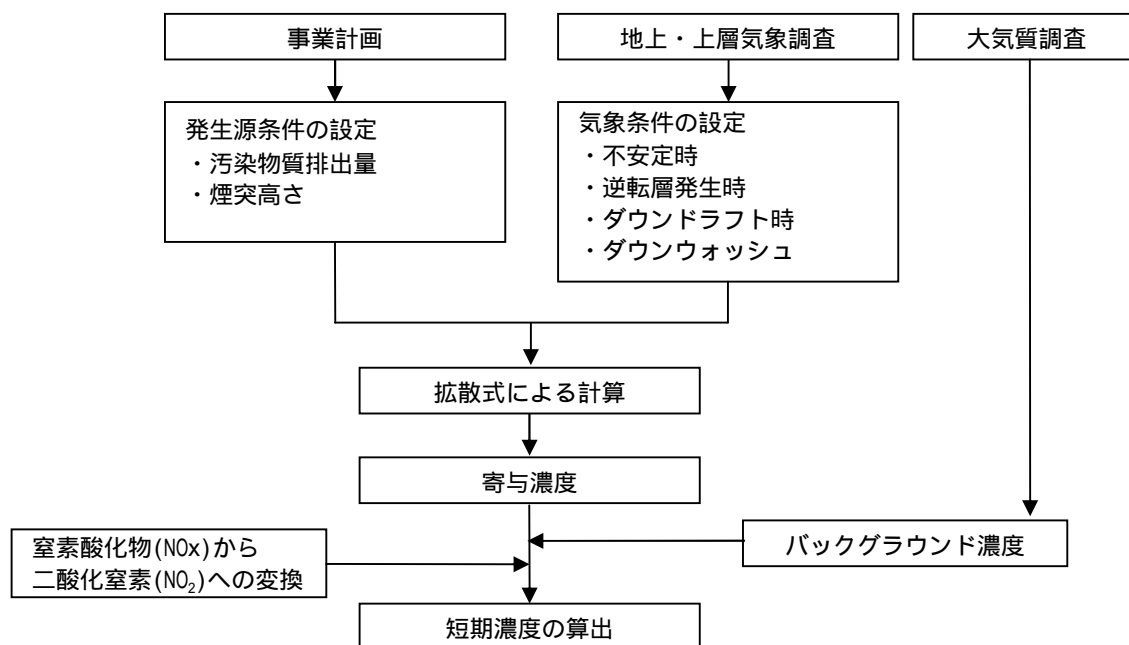 事業計画
地上・上層気象調査
大気質調査
発生源条件の設定
・汚染物質排出量
・煙突高さ
気象条件の設定
・不安定時
・逆転層発生時
・ダウンドラフト時
・ダウンウォッシュ
拡散式による計算
寄与濃度
窒素酸化物(NOx)から
二酸化窒素(NO₂)への変換
バックグラウンド濃度
短期濃度の算出